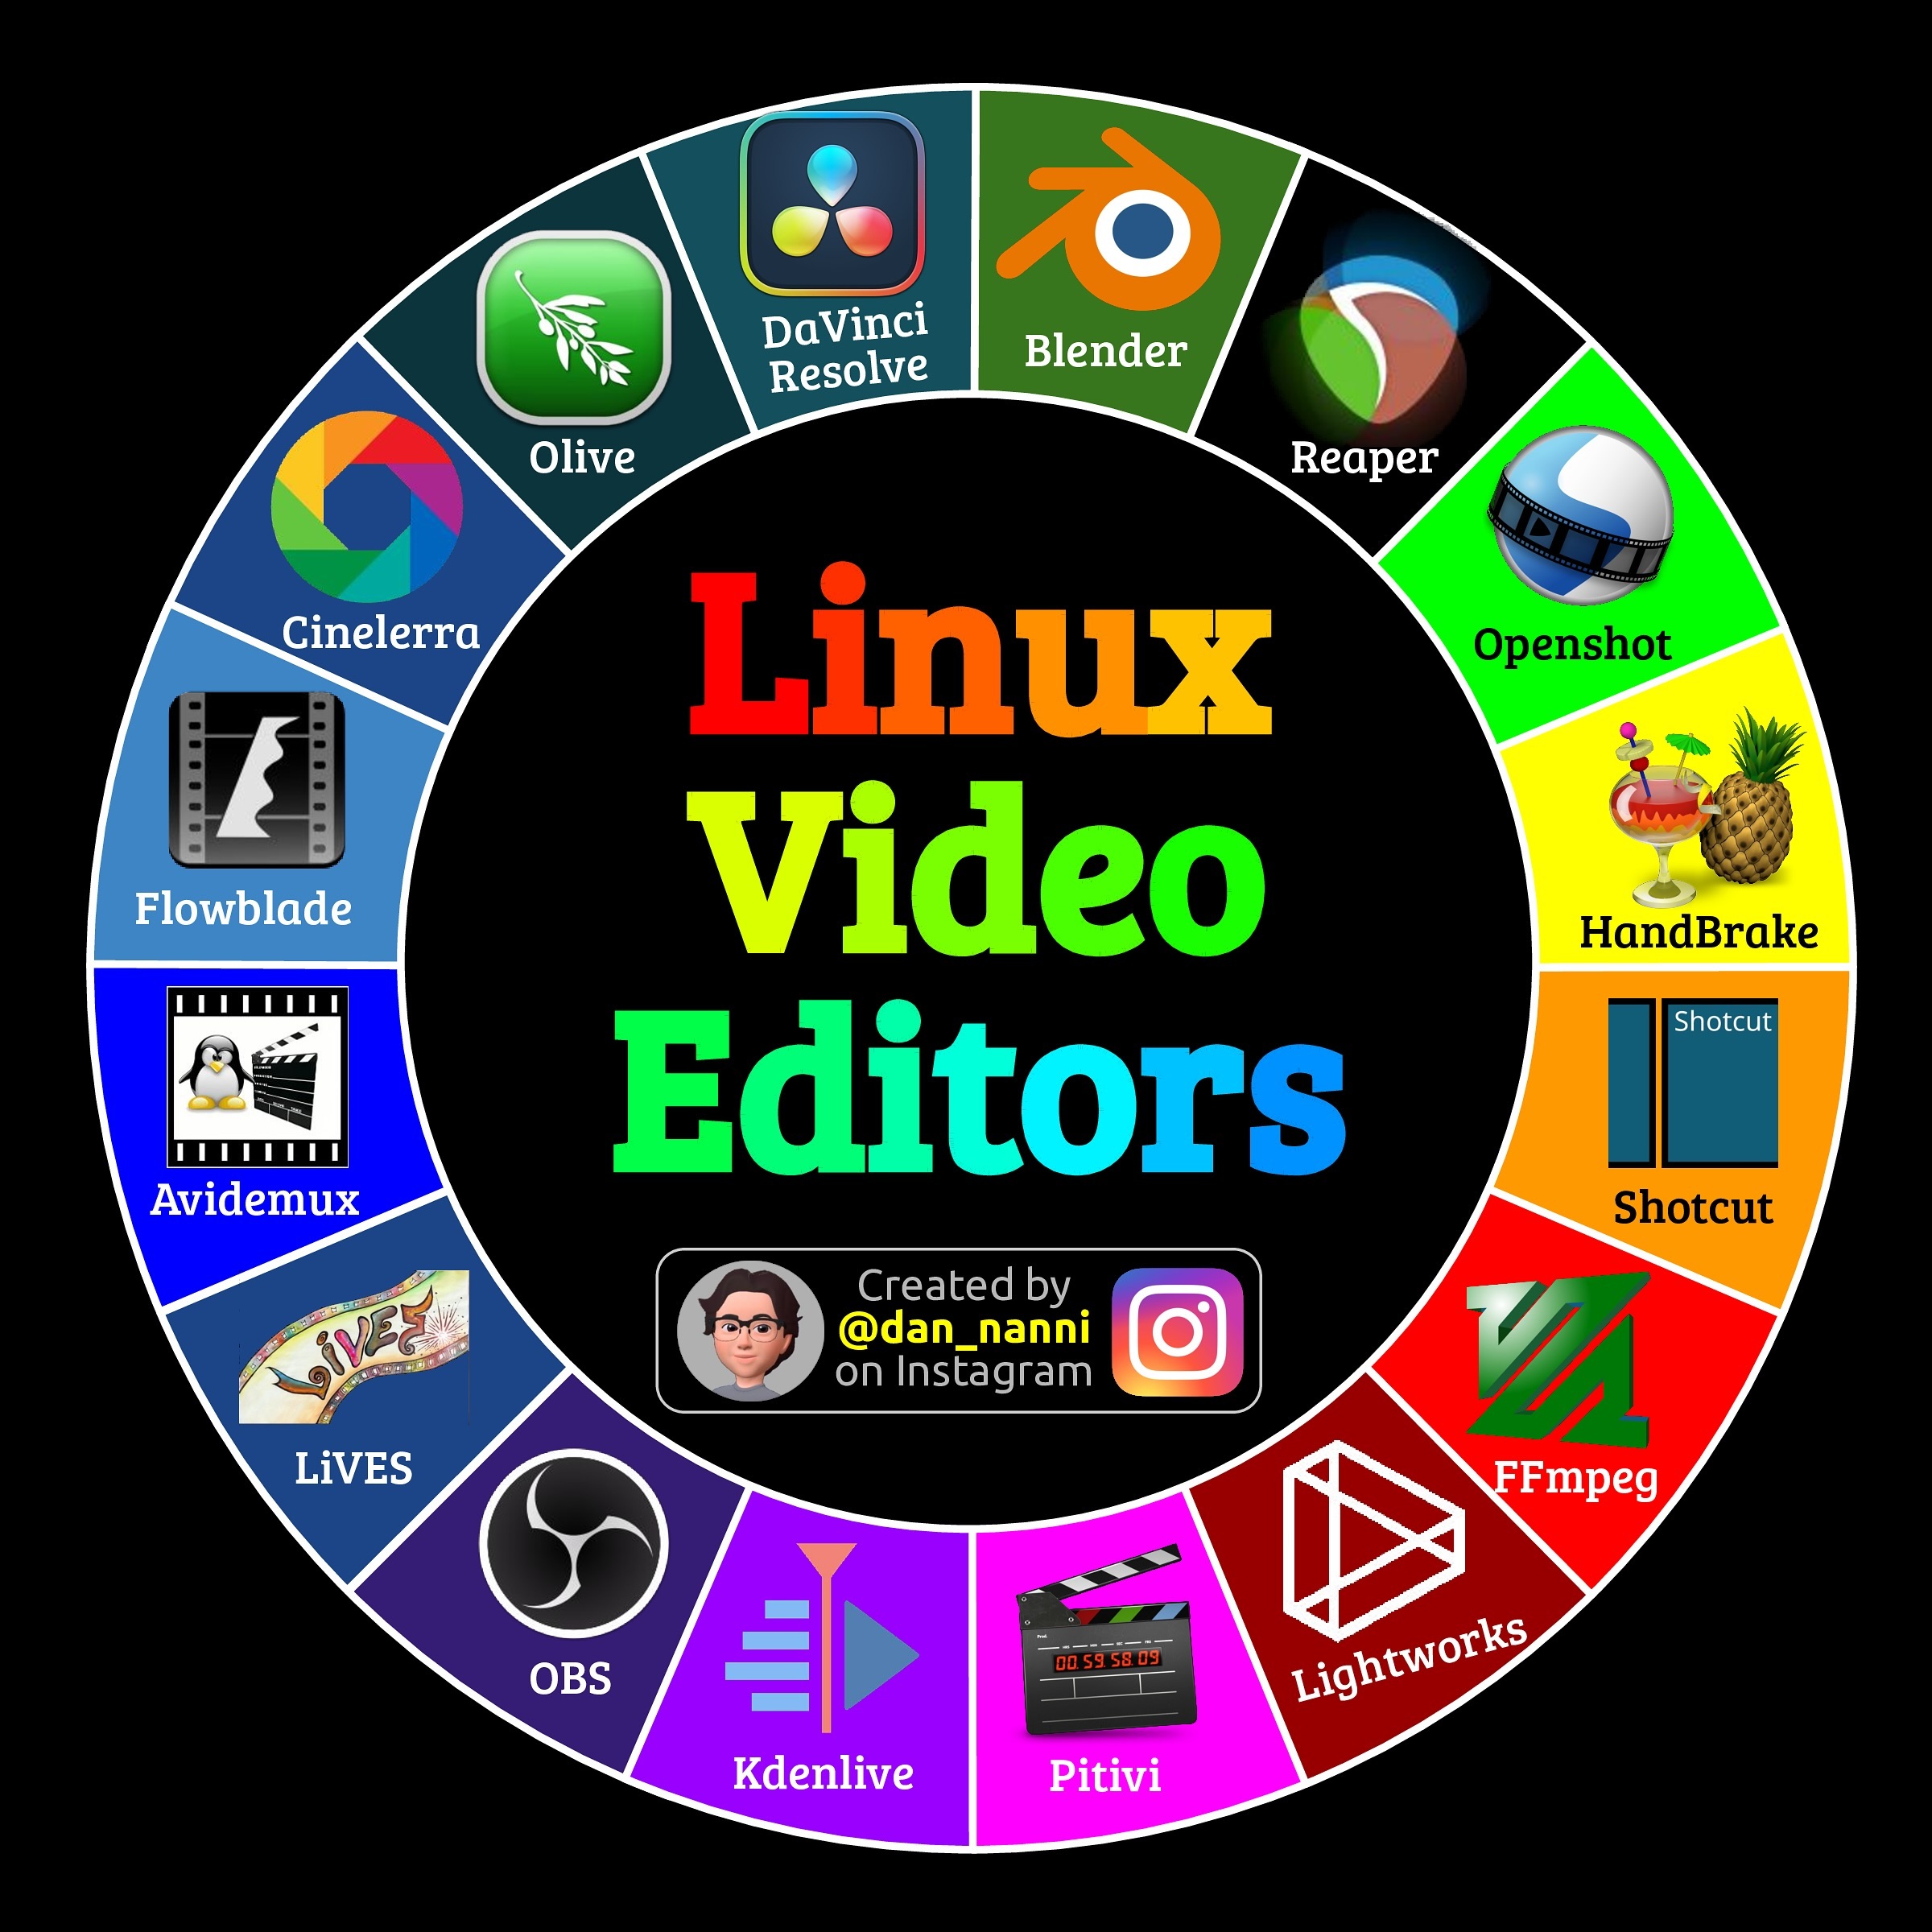 DaVinci
Resolve
Blender
Reaper
Openshot
HandBrake
Shotcut
Shotcut
FFmpeg
Lightworks
Pitivi
00:59:58:09
Kdenlive
OBS
LiVES
LiVES
Avidemux
Flowblade
Cinelerra
Olive
Linux
Video
Editors
Created by
@dan_nanni
on Instagram